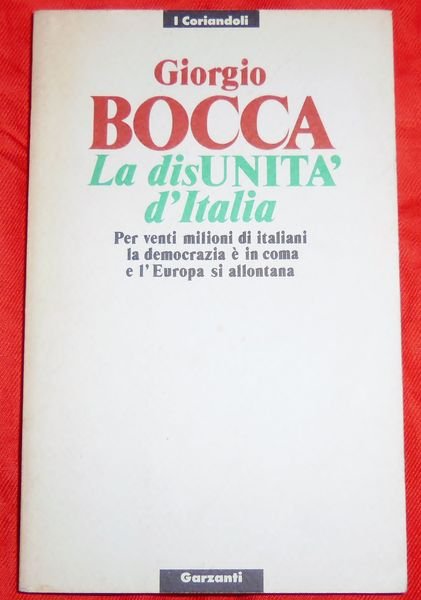 I Coriandoli
Giorgio
BOCCA
La disUNITA'
d'Italia
Per venti milioni di italiani
la democrazia è in coma
e l'Europa si allontana
Garzanti